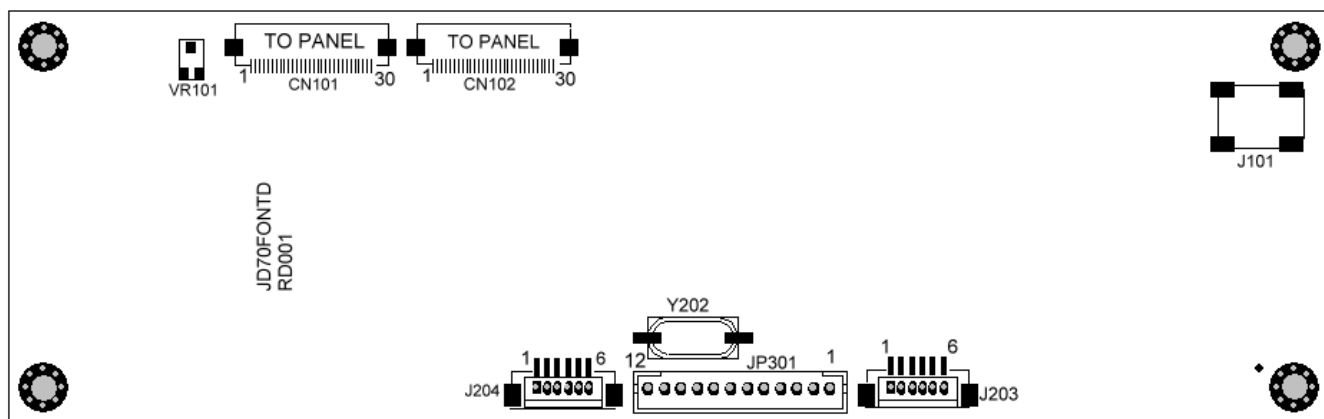 TO PANEL
TO PANEL
1
30
1
30
VR101
CN101
CN102
J101
JD70FONTD
RD001
Y202
1
6
12
JP301
1
1
6
J204
J203